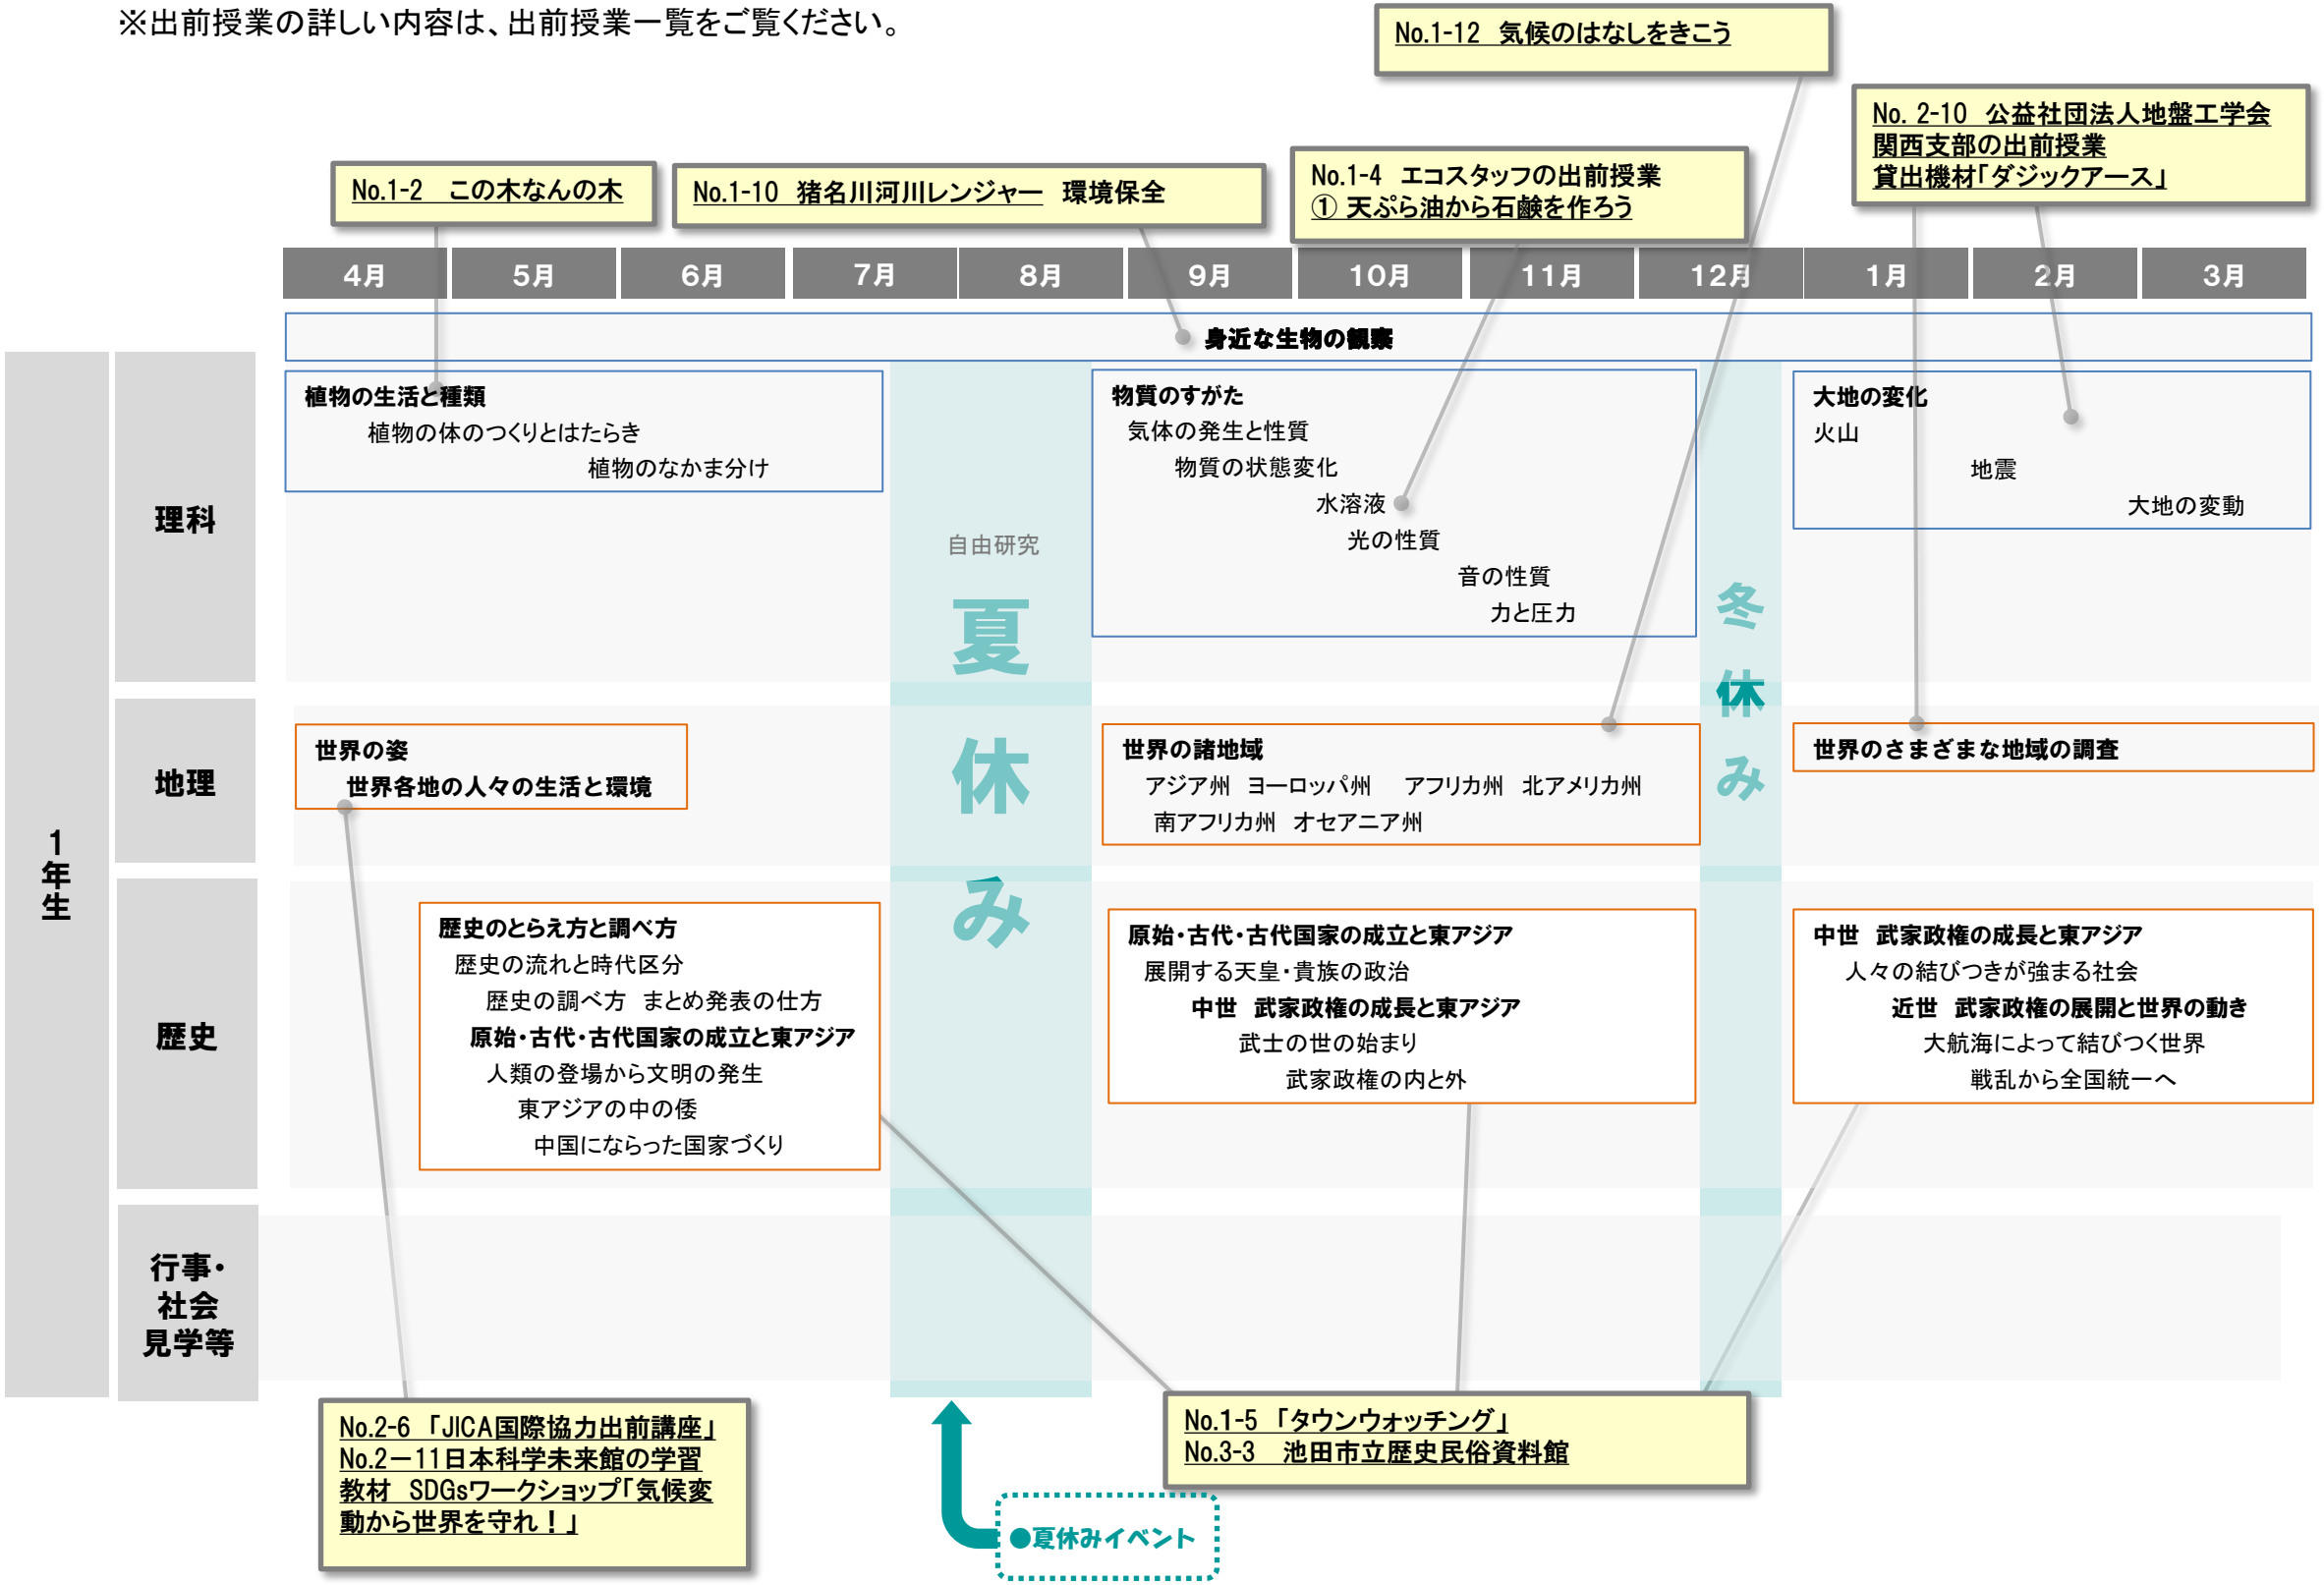 ※出前授業の詳しい内容は、出前授業一覧をご覧ください。
No.1-12　気候のはなしをきこう
No. 2-10　公益社団法人地盤工学会
関西支部の出前授業
貸出機材「ダジックアース」
No.1-2　この木なんの木
No.1-10　猪名川河川レンジャー　環境保全
No.1-4　エコスタッフの出前授業
① 天ぷら油から石鹸を作ろう
4月　5月　6月　7月　8月　9月　10月　11月　12月　1月　2月　3月
身近な生物の観察
1年生
理科
植物の生活と種類
植物の体のつくりとはたらき
植物のなかま分け
自由研究
夏休み
物質のすがた
気体の発生と性質
物質の状態変化
水溶液
光の性質
音の性質
力と圧力
冬休み
大地の変化
火山
地震
大地の変動
地理
世界の姿
世界各地の人々の生活と環境
世界の諸地域
アジア州　ヨーロッパ州　アフリカ州　北アメリカ州
南アフリカ州　オセアニア州
世界のさまざまな地域の調査
歴史
歴史のとらえ方と調べ方
歴史の流れと時代区分
歴史の調べ方　まとめ発表の仕方
原始・古代・古代国家の成立と東アジア
人類の登場から文明の発生
東アジアの中の倭
中国にならった国家づくり
原始・古代・古代国家の成立と東アジア
展開する天皇・貴族の政治
中世　武家政権の成長と東アジア
武士の世の始まり
武家政権の内と外
中世　武家政権の成長と東アジア
人々の結びつきが強まる社会
近世　武家政権の展開と世界の動き
大航海によって結びつく世界
戦乱から全国統一へ
行事・
社会
見学等
No.2-6 「JICA国際協力出前講座」
No.2－11日本科学未来館の学習
教材　SDGsワークショップ「気候変
動から世界を守れ！」
No.1-5 「タウンウォッチング」
No.3-3　池田市立歴史民俗資料館
●夏休みイベント